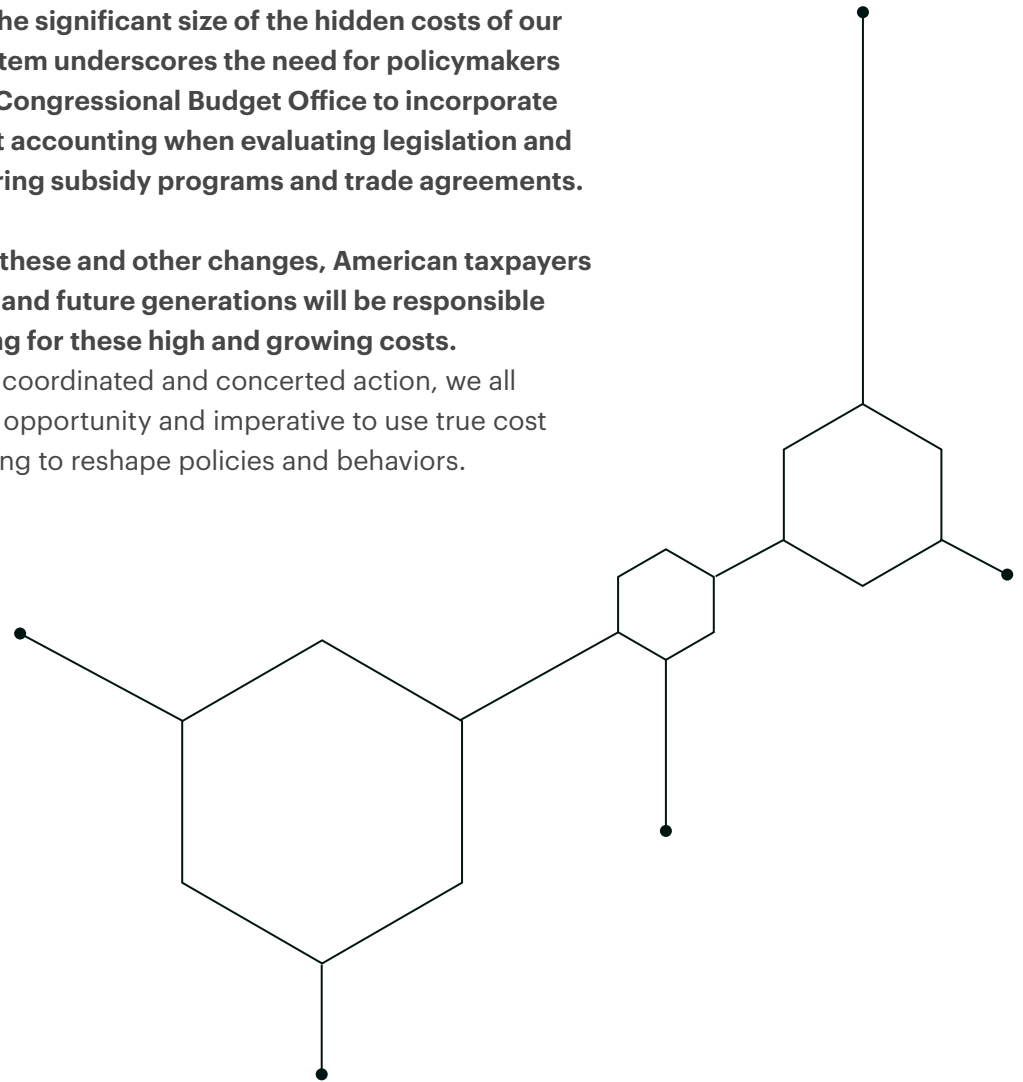 he significant size of the hidden costs of our
tem underscores the need for policymakers
Congressional Budget Office to incorporate
t accounting when evaluating legislation and
ring subsidy programs and trade agreements.
these and other changes, American taxpayers
and future generations will be responsible
ng for these high and growing costs.
coordinated and concerted action, we all
opportunity and imperative to use true cost
ng to reshape policies and behaviors.